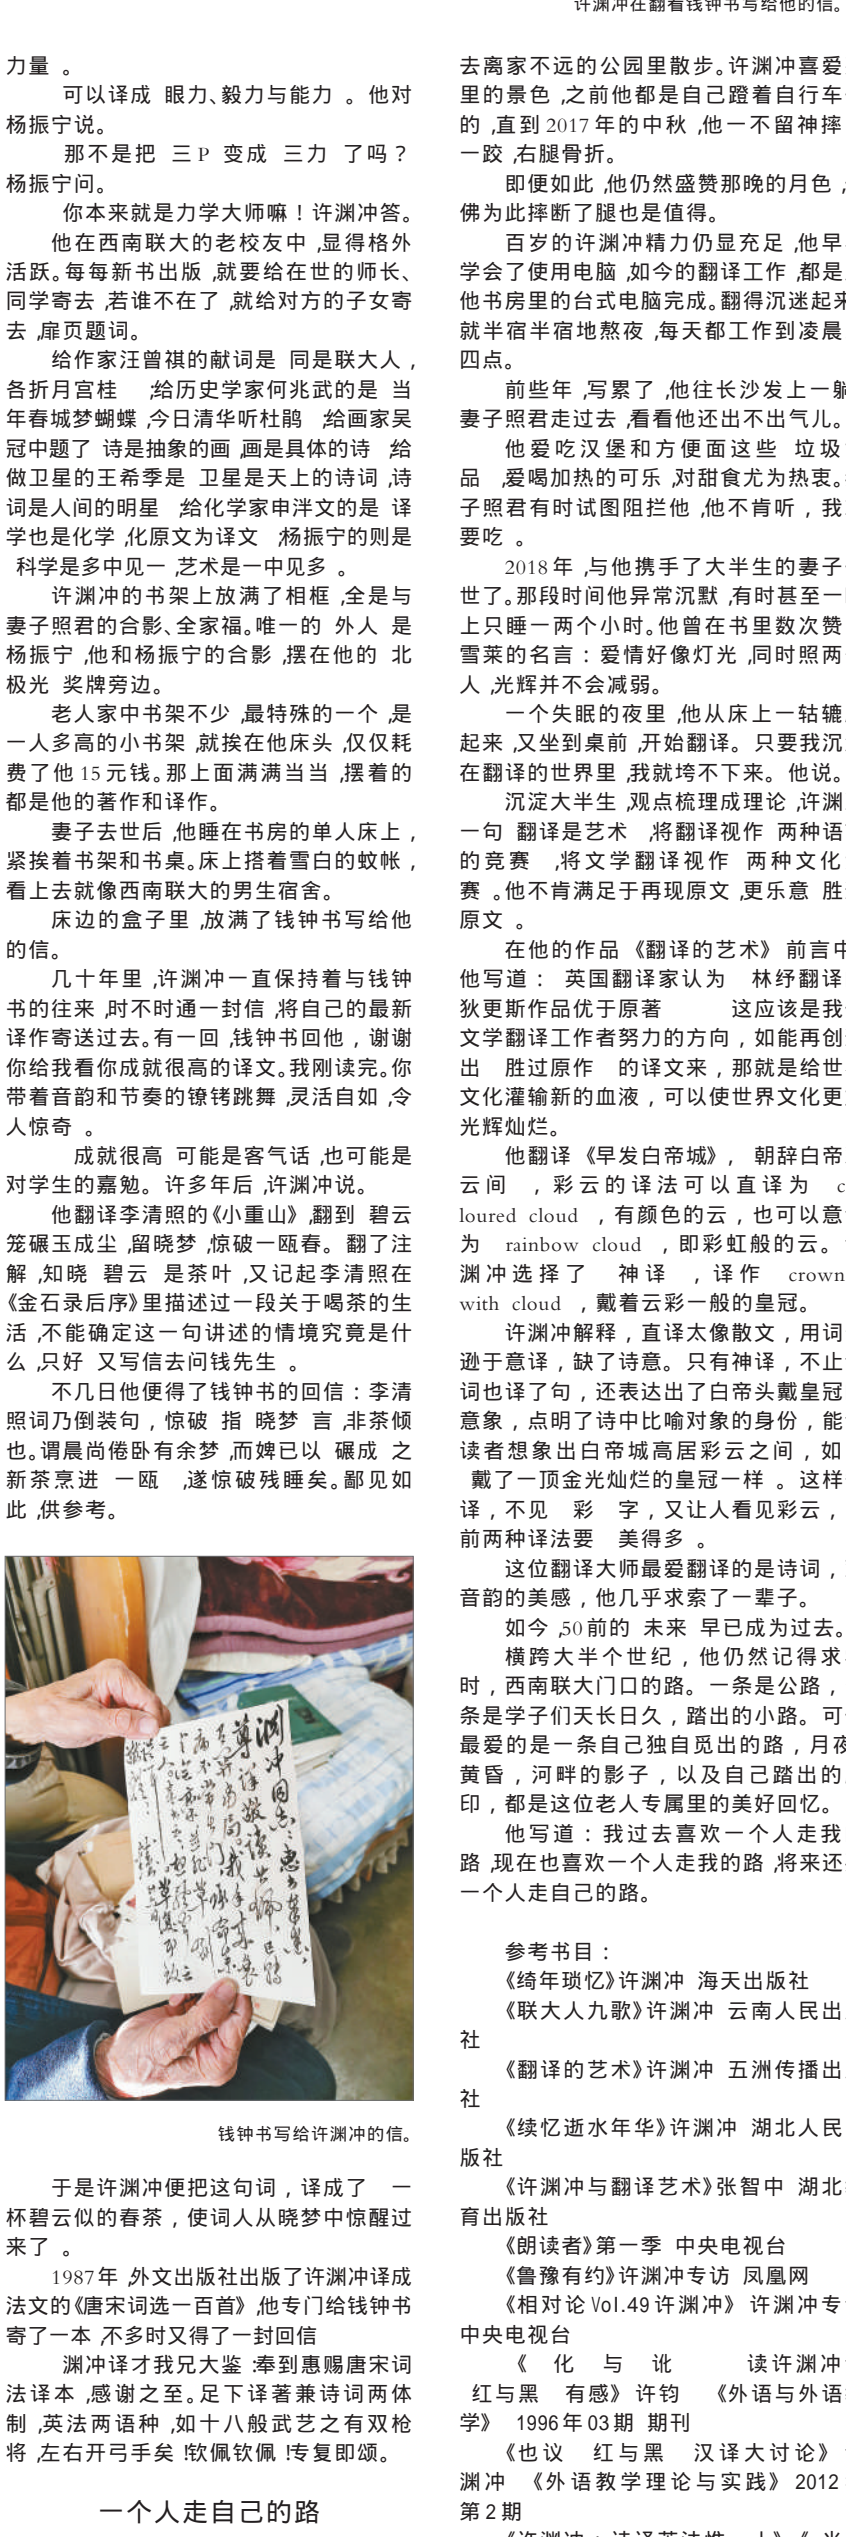 许渊冲在翻看钱钟书写给他的信。
力量 。
可以译成 眼力、毅力与能力 。他对
杨振宁说。
那不是把 三 P 变成 三力 了吗？
杨振宁问。
你本来就是力学大师嘛！许渊冲答。
他在西南联大的老校友中 ,显得格外
活跃。每每新书出版 ,就要给在世的师长、
同学寄去 ,若谁不在了 ,就给对方的子女寄
去 ,扉页题词。
给作家汪曾祺的献词是 同是联大人，
各折月宫桂 ;给历史学家何兆武的是 当
年春城梦蝴蝶 ,今日清华听杜鹃 ;给画家吴
冠中题了 诗是抽象的画 ,画是具体的诗 ;给
做卫星的王希季是 卫星是天上的诗词 ,诗
词是人间的明星 ;给化学家申泮文的是 译
学也是化学 ,化原文为译文 ;杨振宁的则是
科学是多中见一 ,艺术是一中见多 。
许渊冲的书架上放满了相框 ,全是与
妻子照君的合影、全家福。唯一的 外人 是
杨振宁 ,他和杨振宁的合影 ,摆在他的 北
极光 奖牌旁边。
老人家中书架不少 ,最特殊的一个 ,是
一人多高的小书架 ,就挨在他床头 ,仅仅耗
费了他 15 元钱。那上面满满当当 ,摆着的
都是他的著作和译作。
妻子去世后 ,他睡在书房的单人床上，
紧挨着书架和书桌。床上搭着雪白的蚊帐，
看上去就像西南联大的男生宿舍。
床边的盒子里 ,放满了钱钟书写给他
的信。
几十年里 ,许渊冲一直保持着与钱钟
书的往来 ,时不时通一封信 ,将自己的最新
译作寄送过去。有一回 ,钱钟书回他，谢谢
你给我看你成就很高的译文。我刚读完。你
带着音韵和节奏的镣铐跳舞 ,灵活自如 ,令
人惊奇 。
成就很高 可能是客气话 ,也可能是
对学生的嘉勉。许多年后 ,许渊冲说。
他翻译李清照的《小重山》,翻到 碧云
笼碾玉成尘 ,留晓梦 ,惊破一瓯春。翻了注
解 ,知晓 碧云 是茶叶 ,又记起李清照在
《金石录后序》里描述过一段关于喝茶的生
活 ,不能确定这一句讲述的情境究竟是什
么 ,只好 又写信去问钱先生 。
不几日他便得了钱钟书的回信：李清
照词乃倒装句，惊破 指 晓梦 言 ,非茶倾
也。谓晨尚倦卧有余梦 ,而婢已以 碾成 之
新茶烹进 一瓯 ,遂惊破残睡矣。鄙见如
此 ,供参考。
渊冲同志
钱钟书写给许渊冲的信。
于是许渊冲便把这句词，译成了 一
杯碧云似的春茶，使词人从晓梦中惊醒过
来了 。
1987 年 ,外文出版社出版了许渊冲译成
法文的《唐宋词选一百首》,他专门给钱钟书
寄了一本 ,不多时又得了一封回信
渊冲译才我兄大鉴 :奉到惠赐唐宋词
法译本 ,感谢之至。足下译著兼诗词两体
制 ,英法两语种 ,如十八般武艺之有双枪
将 ,左右开弓手矣 !钦佩钦佩 !专复即颂。
一个人走自己的路
去离家不远的公园里散步。许渊冲喜爱
里的景色 ,之前他都是自己蹬着自行车
的 ,直到 2017 年的中秋 ,他一不留神摔
一跤 ,右腿骨折。
即便如此 ,他仍然盛赞那晚的月色 ,
佛为此摔断了腿也是值得。
百岁的许渊冲精力仍显充足 ,他早
学会了使用电脑 ,如今的翻译工作 ,都是
他书房里的台式电脑完成。翻得沉迷起来
就半宿半宿地熬夜 ,每天都工作到凌晨
四点。
前些年 ,写累了 ,他往长沙发上一躺
妻子照君走过去 ,看看他还出不出气儿。
他爱吃汉堡和方便面这些 垃圾
品 ,爱喝加热的可乐 ,对甜食尤为热衷。
子照君有时试图阻拦他 ,他不肯听，我
要吃 。
2018 年 ,与他携手了大半生的妻子
世了。那段时间他异常沉默 ,有时甚至一
上只睡一两个小时。他曾在书里数次赞
雪莱的名言：爱情好像灯光 ,同时照两
人 ,光辉并不会减弱。
一个失眠的夜里 ,他从床上一轱辘
起来 ,又坐到桌前 ,开始翻译。只要我沉
在翻译的世界里 ,我就垮不下来。他说。
沉淀大半生 ,观点梳理成理论 ,许渊
一句 翻译是艺术 ,将翻译视作 两种语
的竞赛 ,将文学翻译视作 两种文化
赛 。他不肯满足于再现原文 ,更乐意 胜
原文 。
在他的作品《翻译的艺术》前言中
他写道： 英国翻译家认为 林纾翻译
狄更斯作品优于原著 这应该是我
文学翻译工作者努力的方向，如能再创
出 胜过原作 的译文来，那就是给世
文化灌输新的血液，可以使世界文化更
光辉灿烂。
他翻译《早发白帝城》， 朝辞白帝
云间 ，彩云的译法可以直译为 c
loured cloud ，有颜色的云，也可以意
为 rainbow cloud ，即彩虹般的云。
渊冲选择了 神译 ，译作 crown
with cloud ，戴着云彩一般的皇冠。
许渊冲解释，直译太像散文，用词
逊于意译，缺了诗意。只有神译，不止
词也译了句，还表达出了白帝头戴皇冠
意象，点明了诗中比喻对象的身份，能
读者想象出白帝城高居彩云之间，如
戴了一顶金光灿烂的皇冠一样 。这样
译，不见 彩 字，又让人看见彩云，
前两种译法要 美得多 。
这位翻译大师最爱翻译的是诗词，
音韵的美感，他几乎求索了一辈子。
如今 ,50 前的 未来 早已成为过去。
横跨大半个世纪，他仍然记得求
时，西南联大门口的路。一条是公路，
条是学子们天长日久，踏出的小路。可
最爱的是一条自己独自觅出的路，月夜
黄昏，河畔的影子，以及自己踏出的
印，都是这位老人专属里的美好回忆。
他写道：我过去喜欢一个人走我
路 ,现在也喜欢一个人走我的路 ,将来还
一个人走自己的路。
参考书目：
《绮年琐忆》许渊冲 海天出版社
《联大人九歌》许渊冲 云南人民出
社
《翻译的艺术》许渊冲 五洲传播出
社
《续忆逝水年华》许渊冲 湖北人民
版社
《许渊冲与翻译艺术》张智中 湖北
育出版社
《朗读者》第一季 中央电视台
《鲁豫有约》许渊冲专访 凤凰网
《相对论 Vol.49 许渊冲》 许渊冲专
中央电视台
《 化 与 讹 读许渊冲
红与黑 有感》许钧 《外语与外语
学》 1996 年 03 期 期刊
《也议 红与黑 汉译大讨论》
渊冲 《外语教学理论与实践》 2012
第 2 期